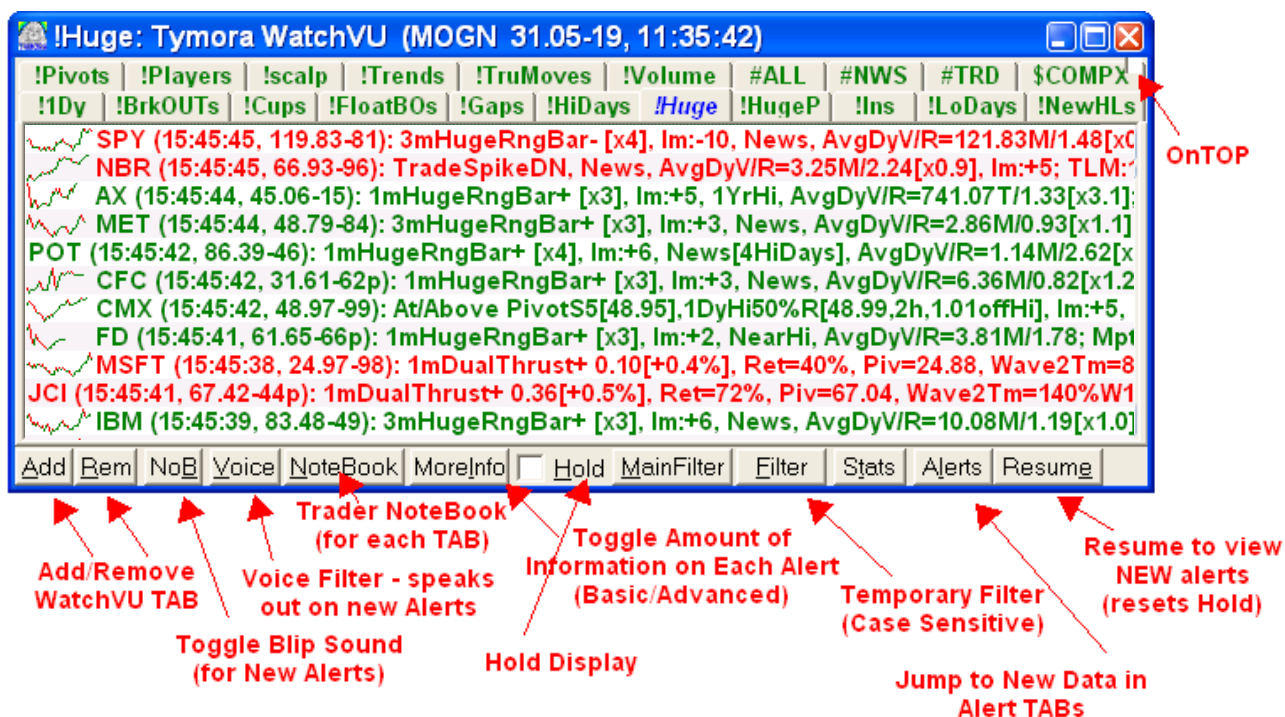 !Huge: Tymora WatchVU (MOGN 31.05-19, 11:35:42)
!Pivots !Players !scalp !Trends !TruMoves !Volume #ALL #NWS #TRD $COMPX
!1Dy !BrkOUTs !Cups !FloatBOs !Gaps !HiDays !Huge !HugeP !Ins !LoDays !NewHLs
OnTOP
SPY (15:45:45, 119.83-81): 3mHugeRngBar- [x4], Im:-10, News, AvgDyV/R=121.83M/1.48[x0
NBR (15:45:45, 66.93-96): TradeSpikeDN, News, AvgDyV/R=3.25M/2.24[x0.9], Im:+5; TLM:
AX (15:45:44, 45.06-15): 1mHugeRngBar+ [x3], Im:+5, 1YrHi, AvgDyV/R=741.07T/1.33[x3.1]:
MET (15:45:44, 48.79-84): 3mHugeRngBar+ [x3], Im:+3, News, AvgDyV/R=2.86M/0.93[x1.1]
POT (15:45:42, 86.39-46): 1mHugeRngBar+ [x4], Im:+6, News[4HiDays], AvgDyV/R=1.14M/2.62[x
CFC (15:45:42, 31.61-62p): 1mHugeRngBar+ [x3], Im:+3, News, AvgDyV/R=6.36M/0.82[x1.2
CMX (15:45:42, 48.97-99): At/Above PivotS5[48.95],1DyHi50%R[48.99,2h,1.01offHi], Im:+5,
FD (15:45:41, 61.65-66p): 1mHugeRngBar+ [x3], Im:+2, NearHi, AvgDyV/R=3.81M/1.78; Mpt
MSFT (15:45:38, 24.97-98): 1mDualThrust+ 0.10[+0.4%], Ret=40%, Piv=24.88, Wave2Tm=8
JCI (15:45:41, 67.42-44p): 1mDualThrust+ 0.36[+0.5%], Ret=72%, Piv=67.04, Wave2Tm=140%W1
IBM (15:45:39, 83.48-49): 3mHugeRngBar+ [x3], Im:+6, News, AvgDyV/R=10.08M/1.19[x1.0]
Add Rem NoB Voice NoteBook MoreInfo Hold MainFilter Filter Stats Alerts Resume
Add/Remove
WatchVU TAB
Toggle Blip Sound
(for New Alerts)
Voice Filter - speaks
out on new Alerts
Trader NoteBook
(for each TAB)
Hold Display
Toggle Amount of
Information on Each Alert
(Basic/Advanced)
Temporary Filter
(Case Sensitive)
Jump to New Data in
Alert TABs
Resume to view
NEW alerts
(resets Hold)